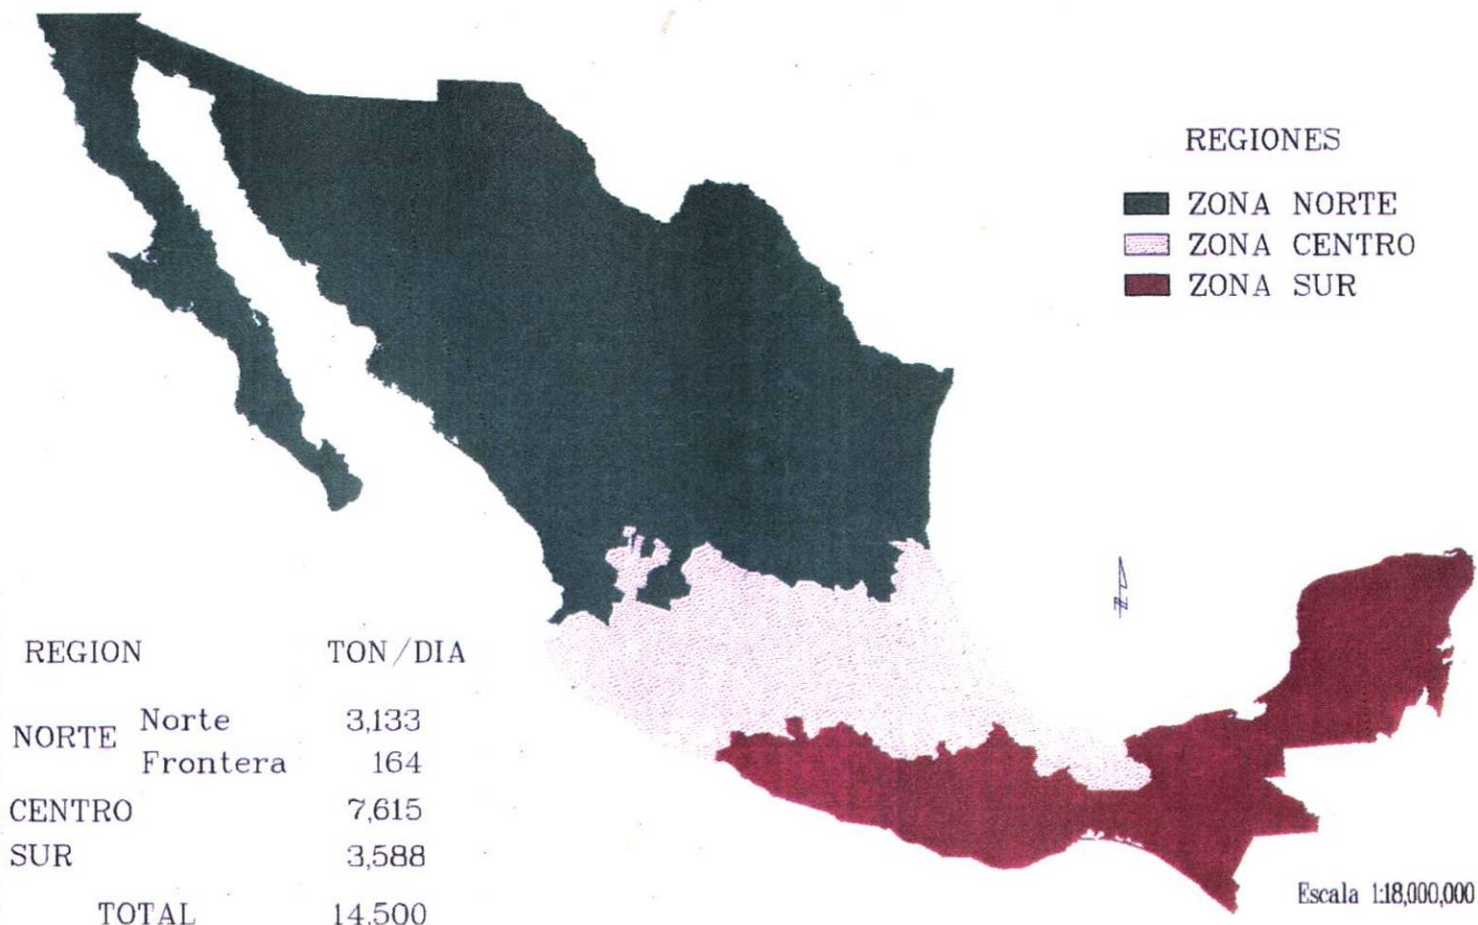 REGIONES
ZONA NORTE
ZONA CENTRO
ZONA SUR
REGION TON/DIA
NORTE Norte 3,133
Frontera 164
CENTRO 7,615
SUR 3,588
TOTAL 14.500
Escala 1:18,000,000